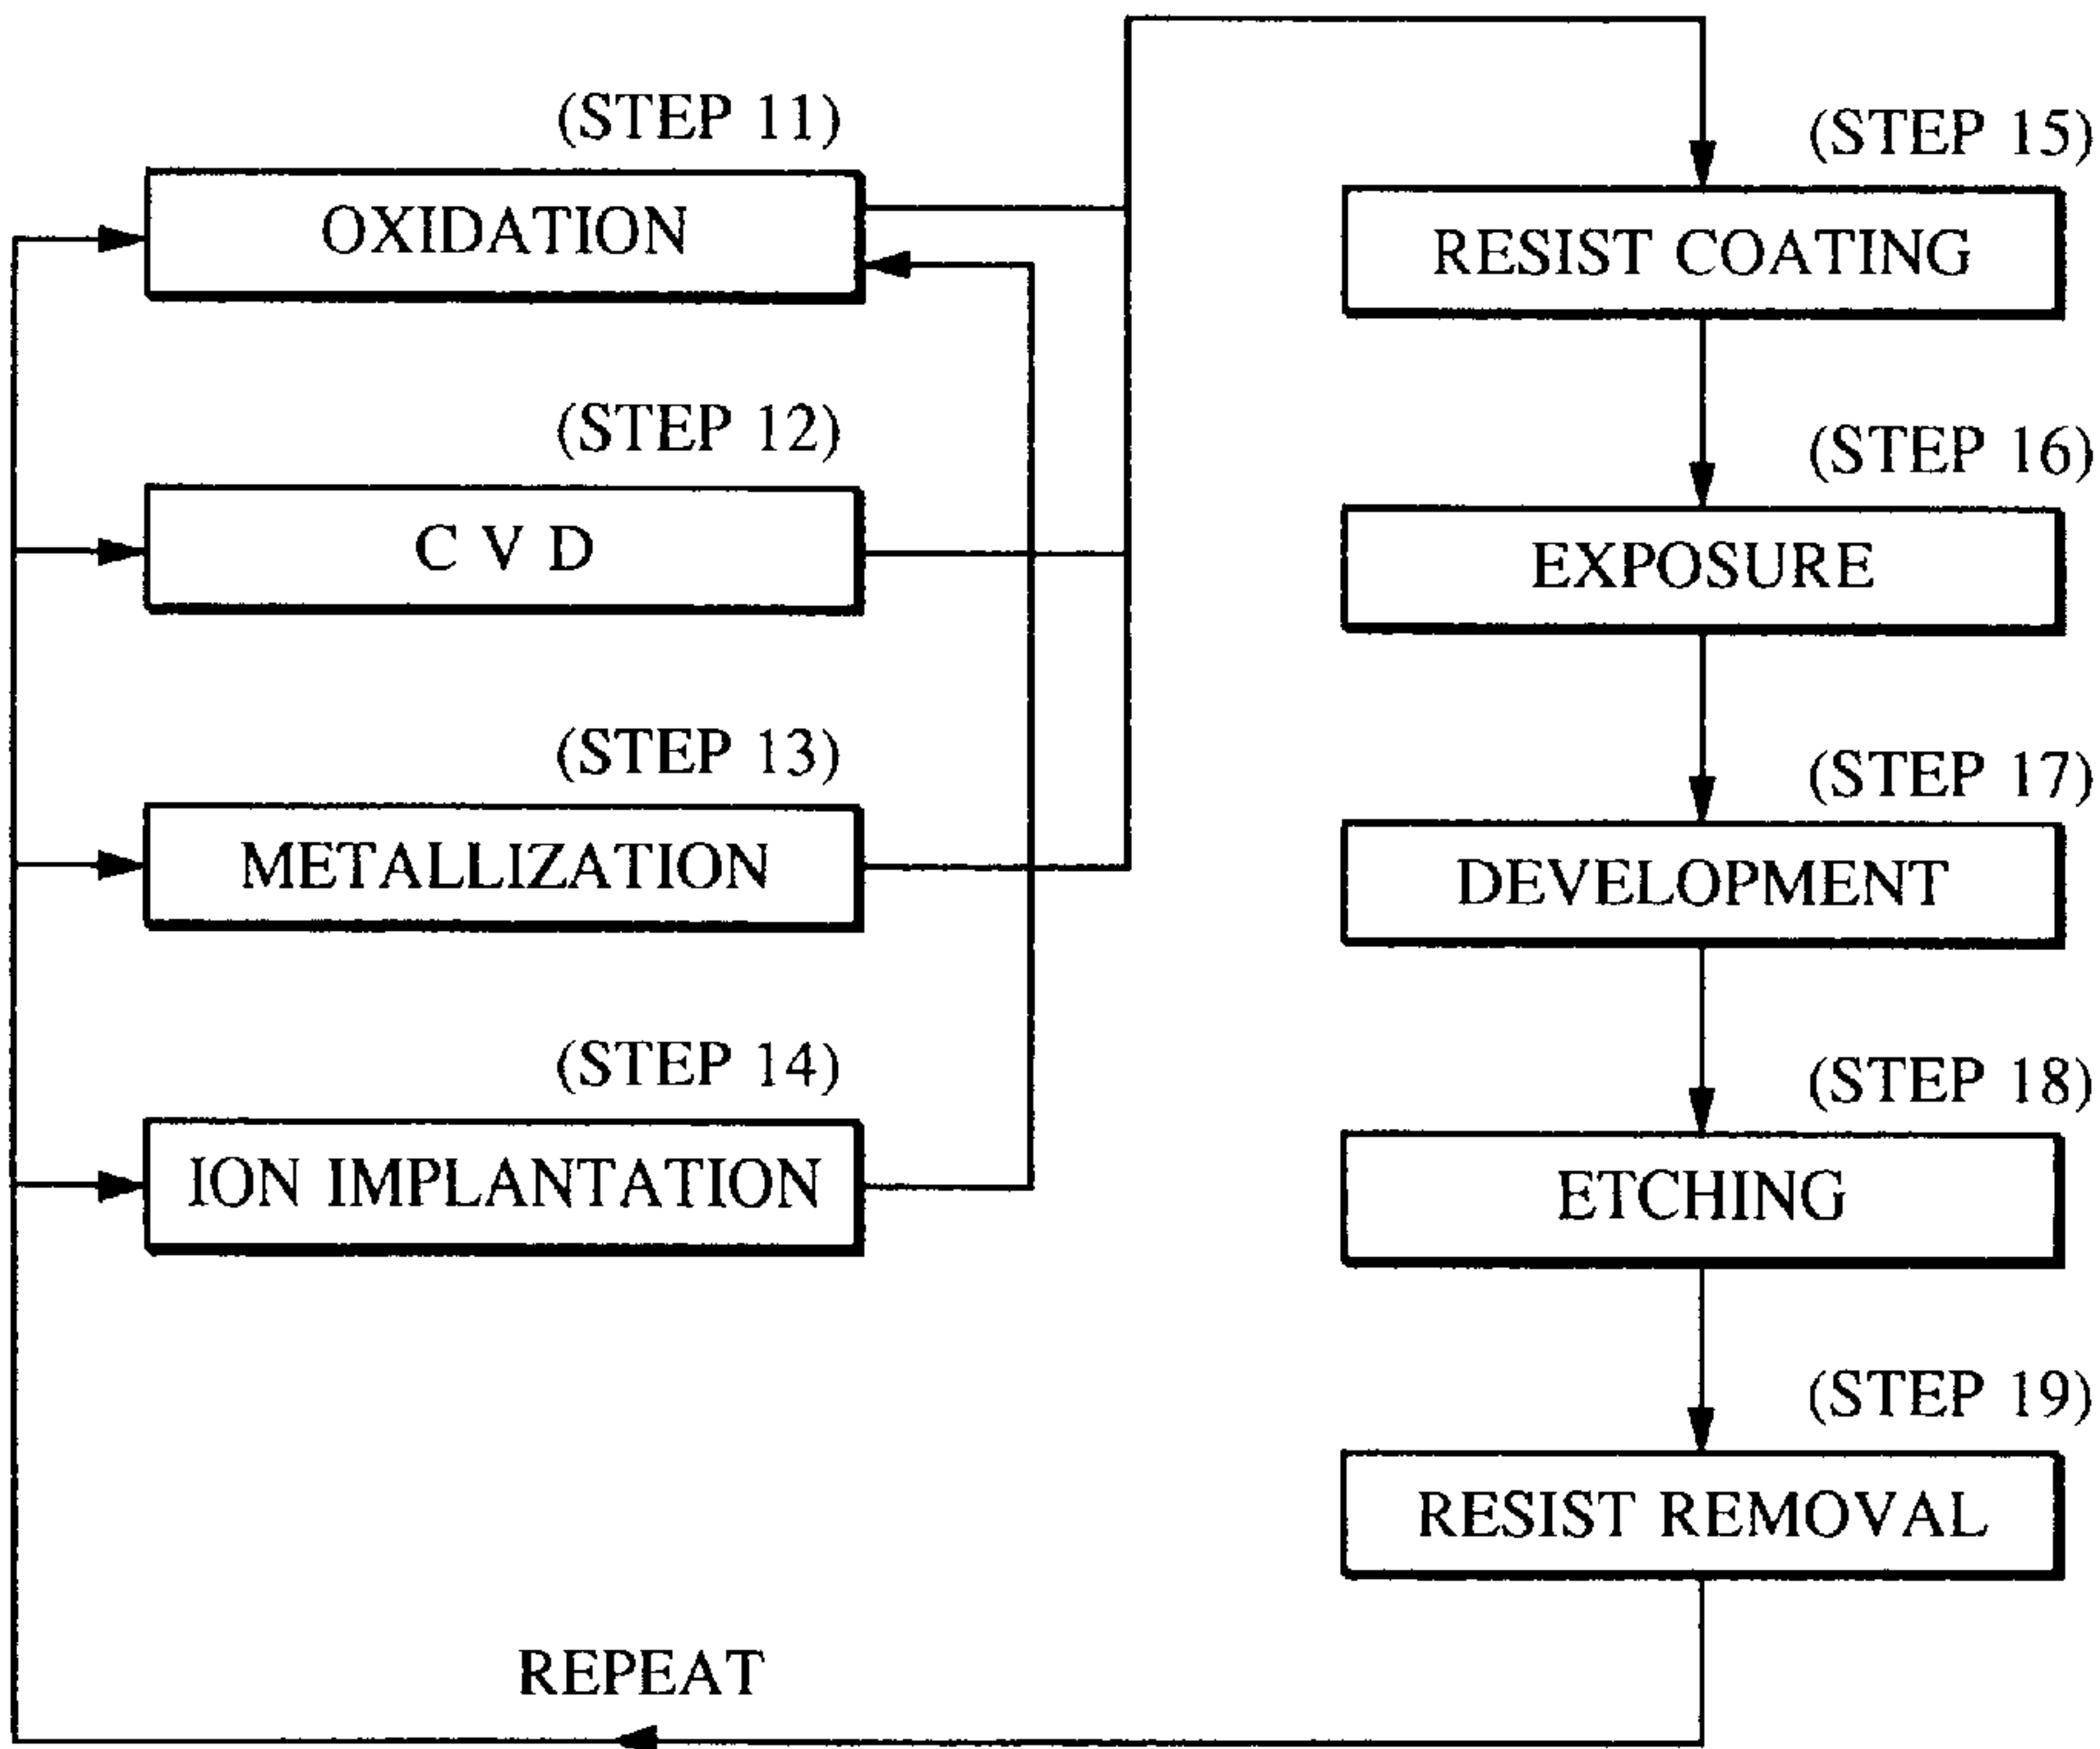 (STEP 11)
OXIDATION
(STEP 12)
C V D
(STEP 13)
METALLIZATION
(STEP 14)
ION IMPLANTATION
(STEP 15)
RESIST COATING
(STEP 16)
EXPOSURE
(STEP 17)
DEVELOPMENT
(STEP 18)
ETCHING
(STEP 19)
RESIST REMOVAL
REPEAT